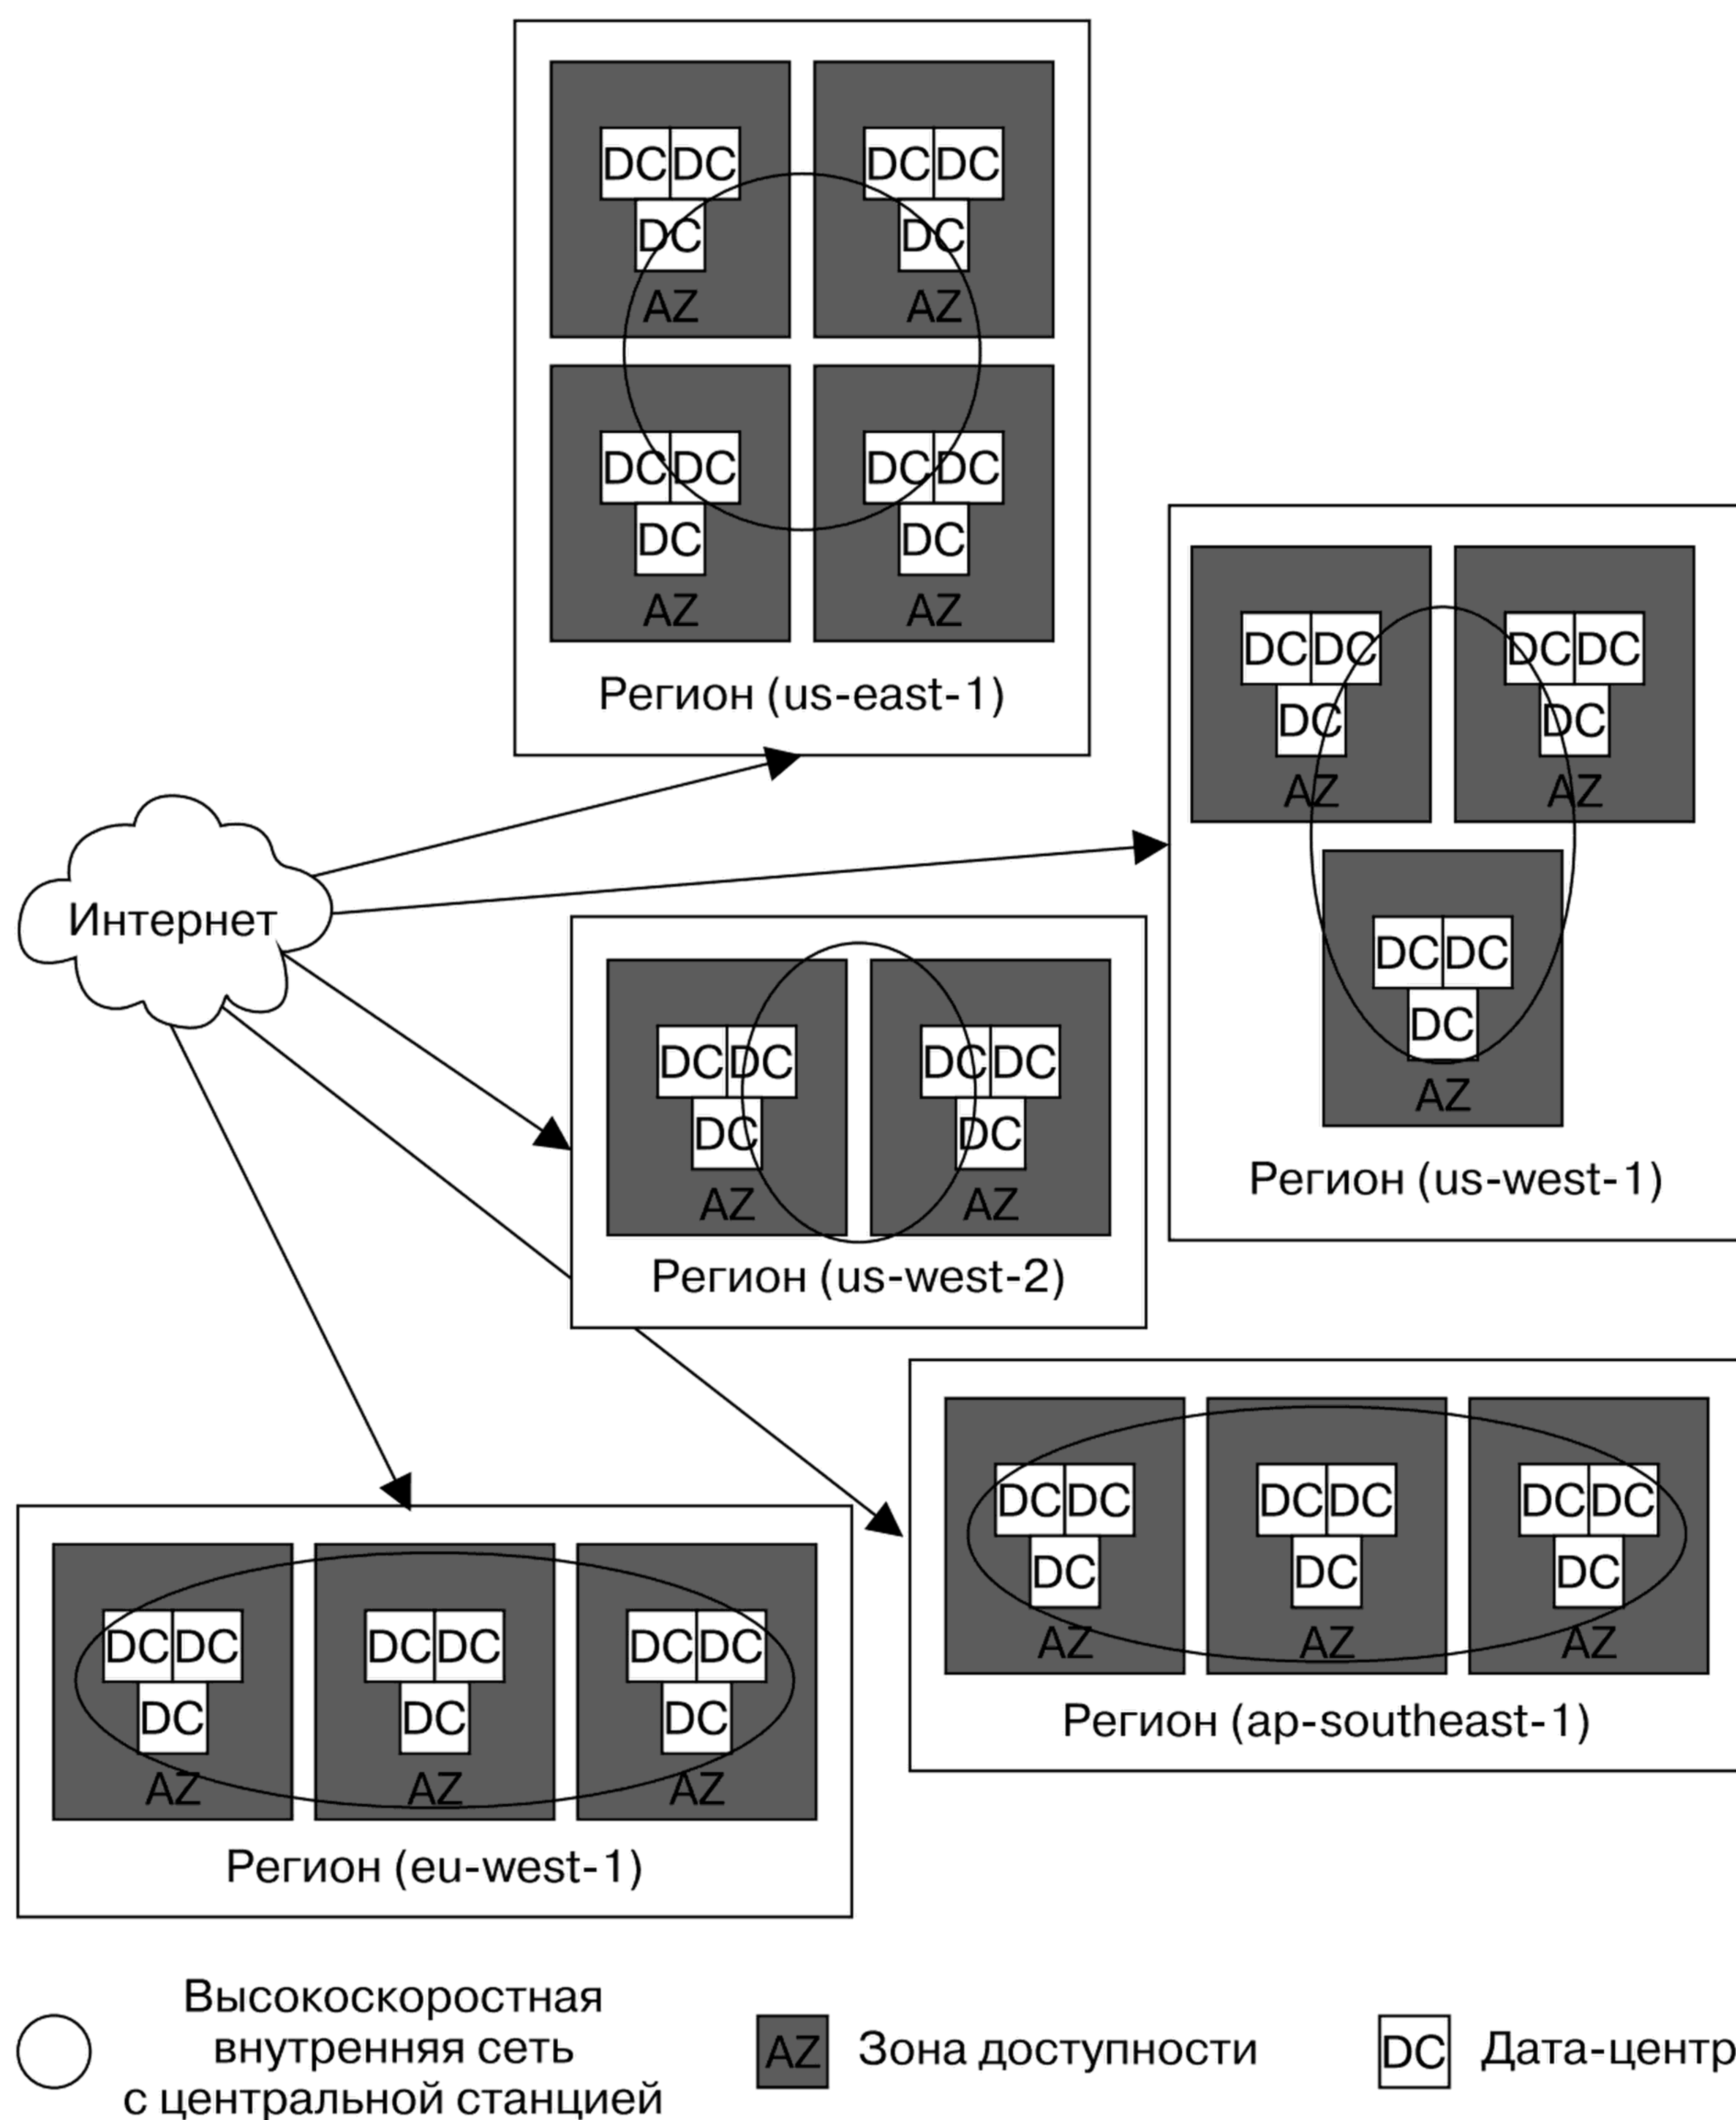 DC DC DC DC
DC DC
AZ AZ
DC DC DC DC
DC DC
AZ AZ
Регион (us-east-1)
DC DC DC DC
DC DC
AZ AZ
DC DC
DC
AZ
Регион (us-west-1)
Интернет
DC DC DC DC
DC DC
AZ AZ
Регион (us-west-2)
DC DC DC DC DC DC
DC DC DC
AZ AZ AZ
Регион (ap-southeast-1)
DC DC DC DC DC DC
DC DC DC
AZ AZ AZ
Регион (eu-west-1)
Высокоскоростная
внутренняя сеть
с центральной станцией
AZ Зона доступности
DC Дата-центр